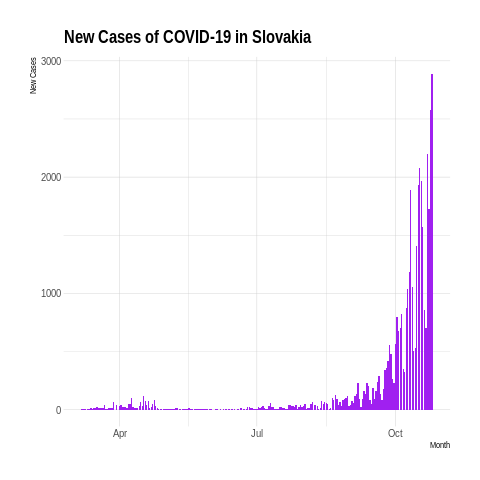 New Cases of COVID-19 in Slovakia
New Cases
3000
2000
1000
0
Apr
Jul
Oct
Month